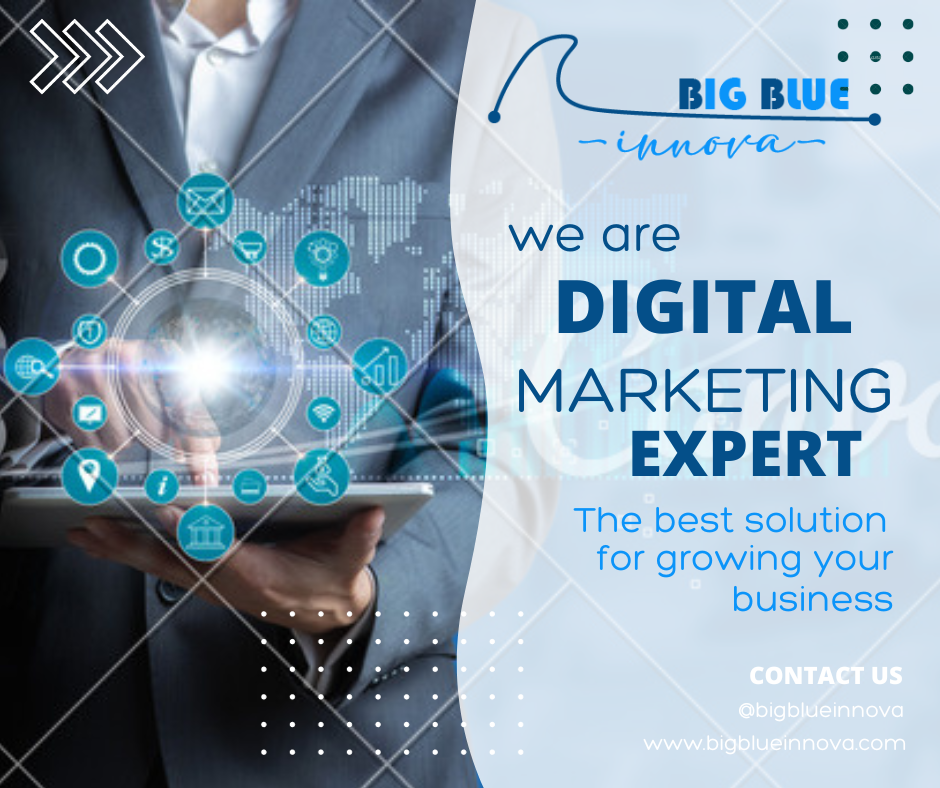 BIG BLUE
innova
we are
DIGITAL
MARKETING
EXPERT
The best solution
for growing your
business
CONTACT US
@bigblueinnova
www.bigblueinnova.com